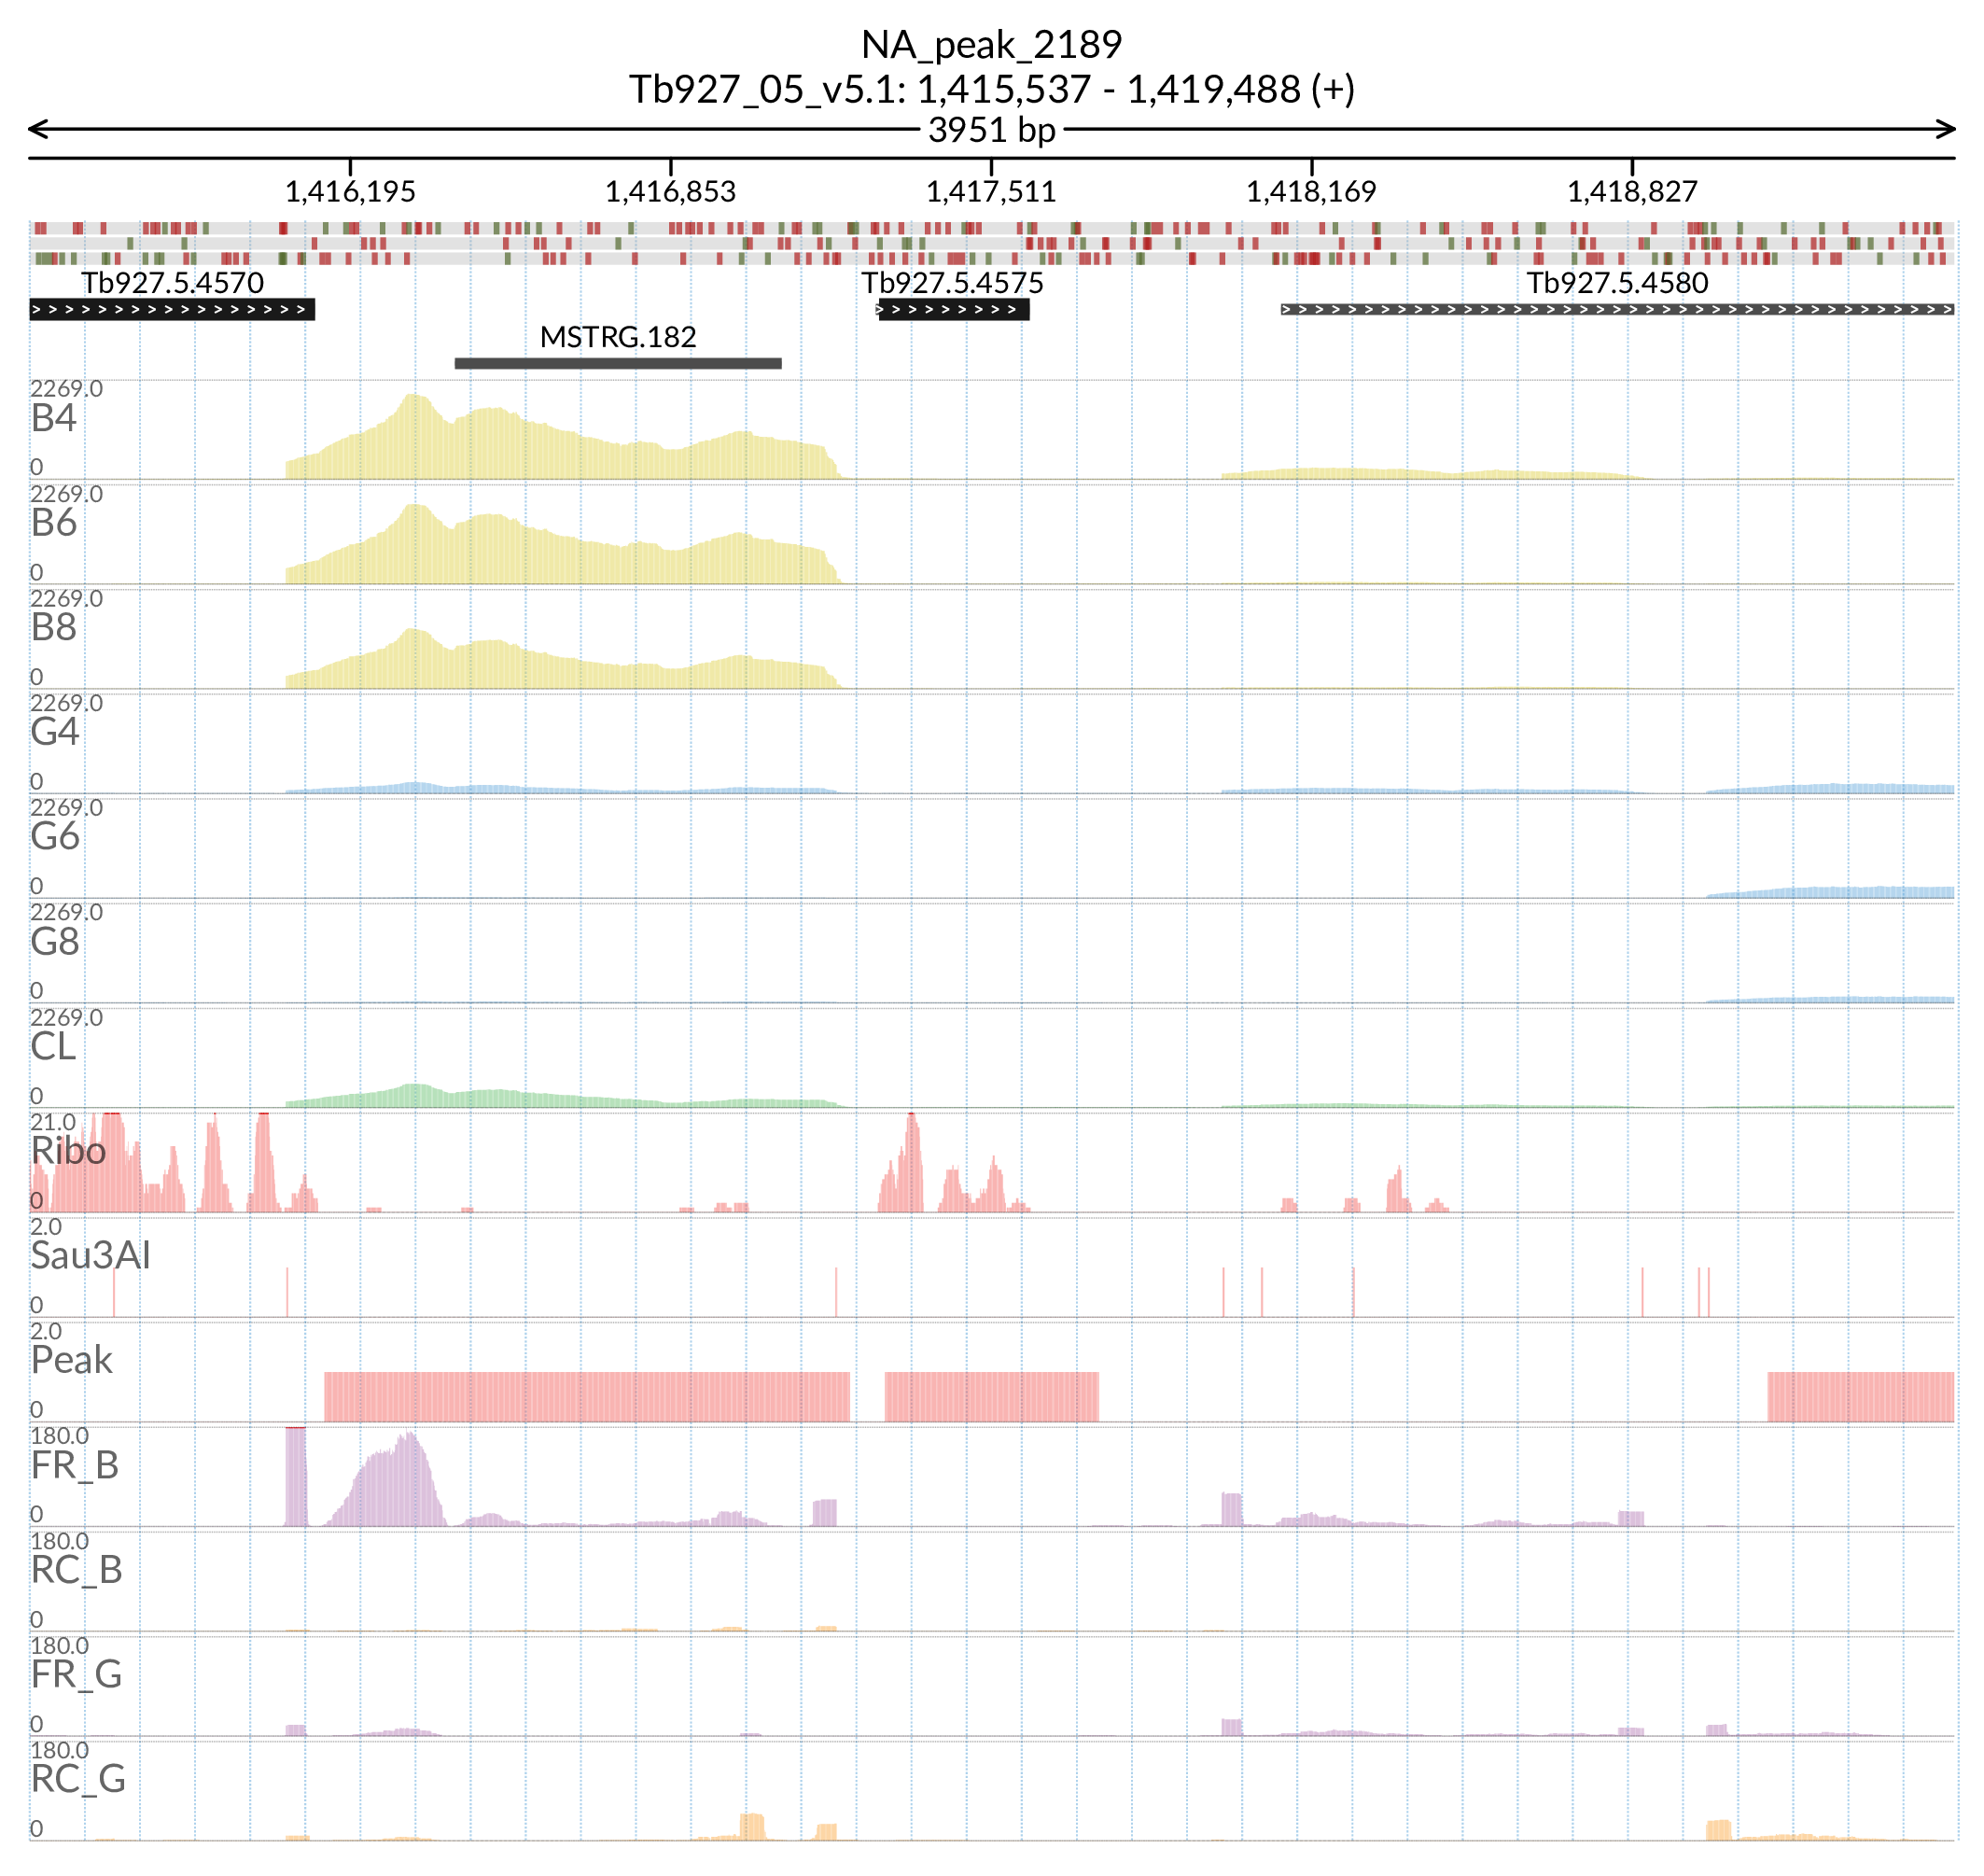 NA_peak_2189
Tb927_05_v5.1: 1,415,537 - 1,419,488 (+)
3951 bp
1,416,195 1,416,853 1,417,511 1,418,169 1,418,827
Tb927.5.4570 Tb927.5.4575 Tb927.5.4580
MSTRG.182
2269.0
B4
0
2269.0
B6
0
2269.0
B8
0
2269.0
G4
0
2269.0
G6
0
2269.0
G8
0
2269.0
CL
0
21.0
Ribo
0
2.0
Sau3AI
0
2.0
Peak
0
180.0
FR_B
0
180.0
RC_B
0
180.0
FR_G
0
180.0
RC_G
0